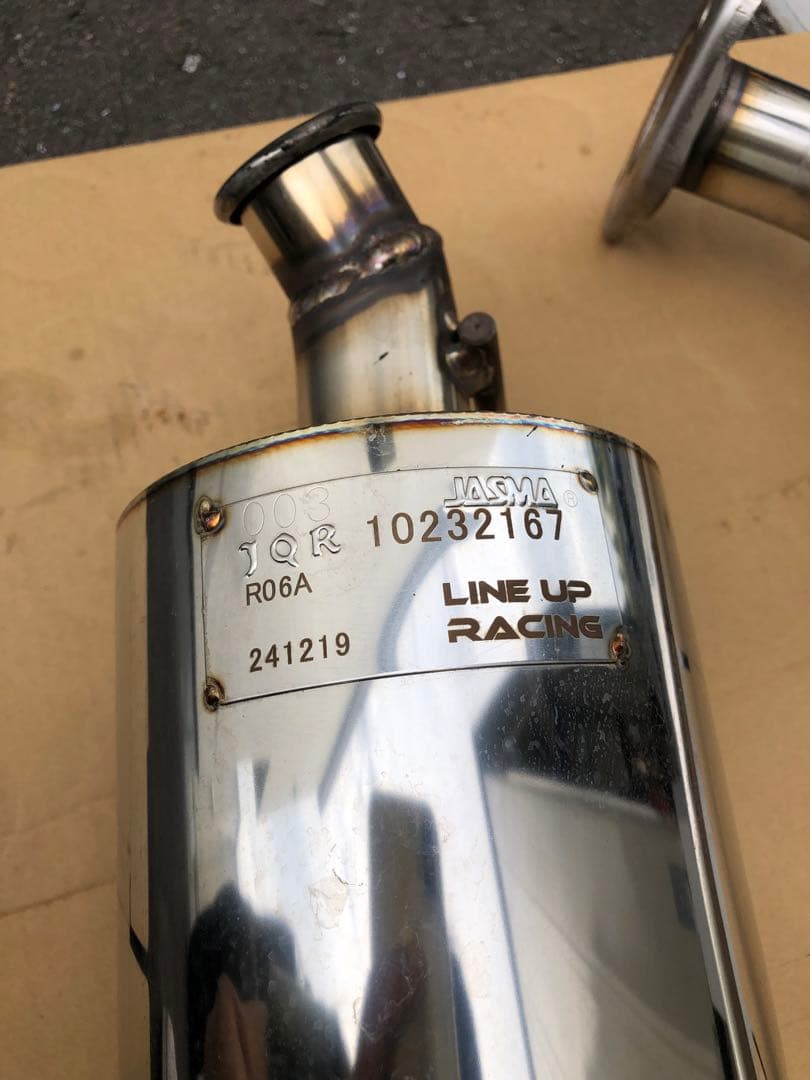 003 JASMA®
JQR 10232167
R06A LINE UP
RACING
241219